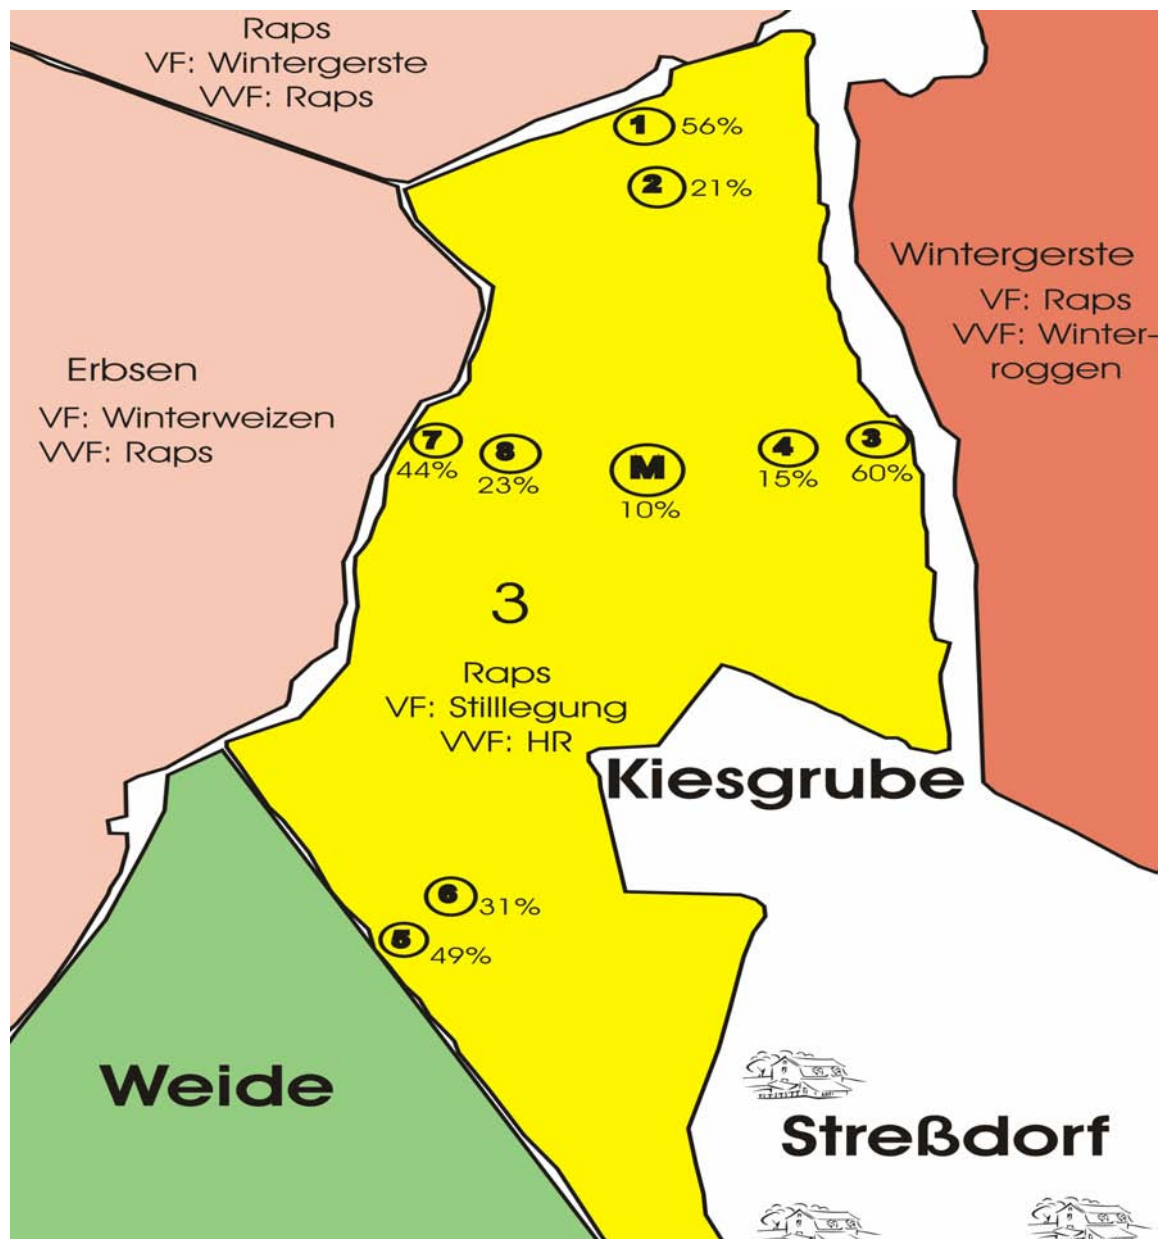 Raps
VF: Wintergerste
VVF: Raps
1 56%
2 21%
Wintergerste
VF: Raps
VVF: Winter-
roggen
Erbsen
VF: Winterweizen
VVF: Raps
7
44%
8
23%
M
10%
4
15%
3
60%
3
Raps
VF: Stilllegung
VVF: HR
Kiesgrube
6 31%
5 49%
Weide
Streßdorf